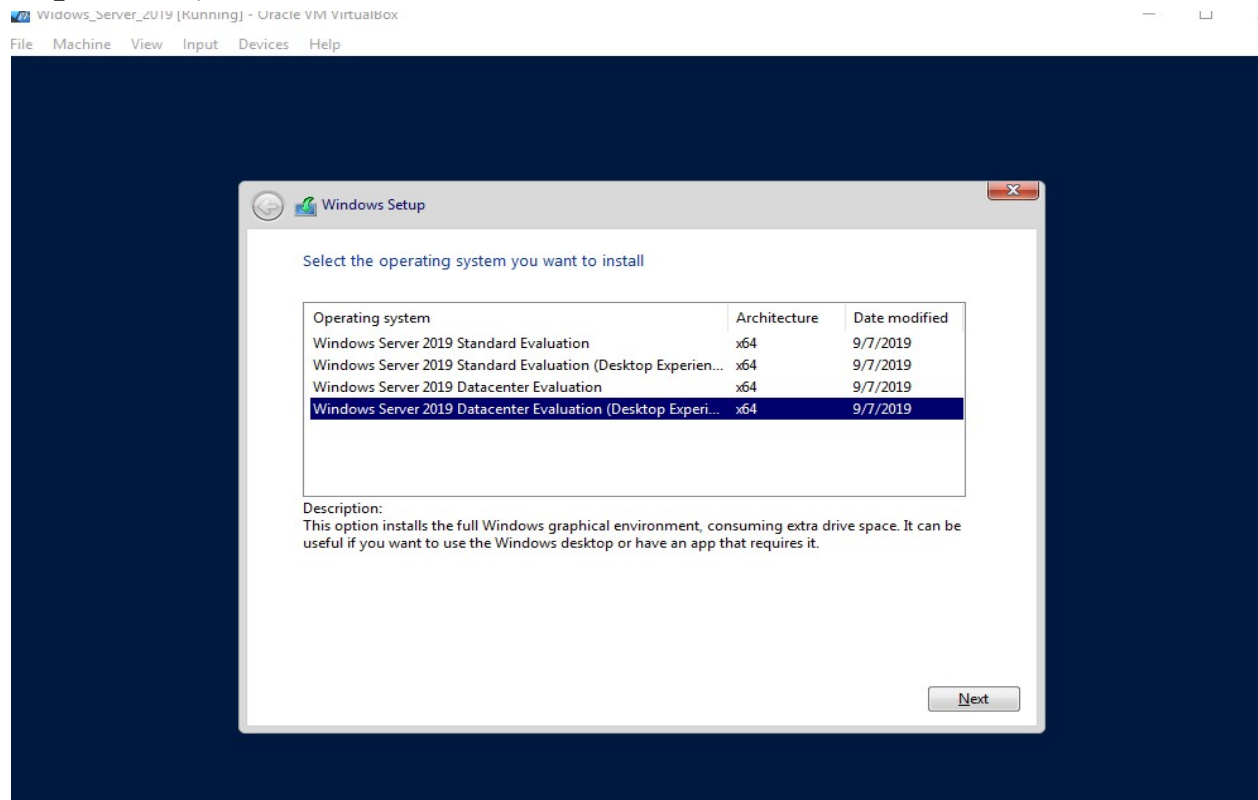 Widows_Server_2019 [Running] - Oracle VM VirtualBox
File Machine View Input Devices Help
Windows Setup
Select the operating system you want to install
Operating system Architecture Date modified
Windows Server 2019 Standard Evaluation x64 9/7/2019
Windows Server 2019 Standard Evaluation (Desktop Experien... x64 9/7/2019
Windows Server 2019 Datacenter Evaluation x64 9/7/2019
Windows Server 2019 Datacenter Evaluation (Desktop Experi... x64 9/7/2019
Description:
This option installs the full Windows graphical environment, consuming extra drive space. It can be
useful if you want to use the Windows desktop or have an app that requires it.
Next